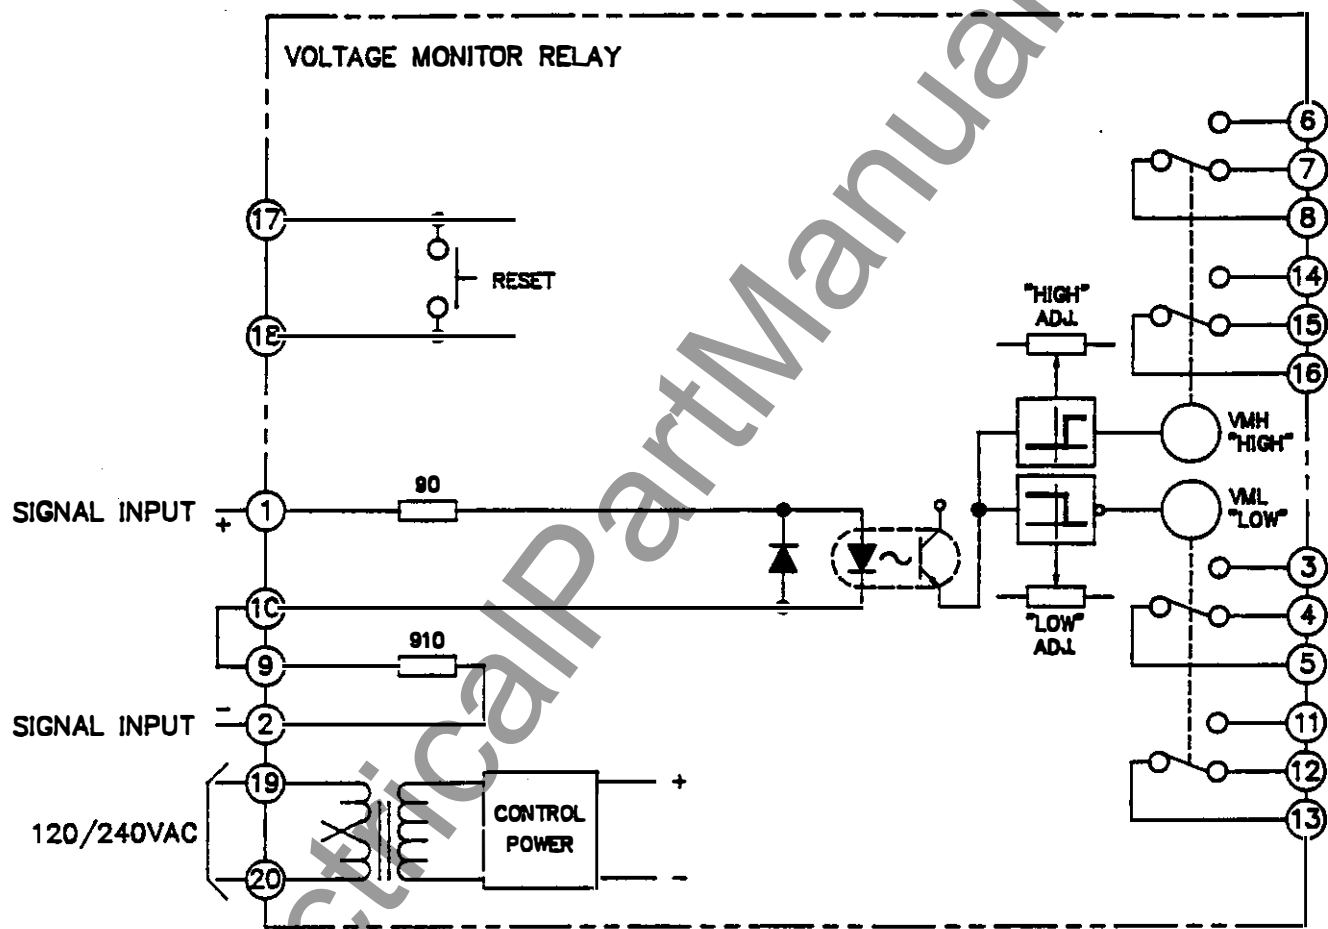 VOLTAGE MONITOR RELAY
6
7
8
17
RESET
18
14
15
16
"HIGH"
ADJ.
VMH
"HIGH"
90
SIGNAL INPUT + 1
VML
"LOW"
3
10
4
"LOW"
ADJ.
910
9
5
SIGNAL INPUT - 2
11
19
+
12
CONTROL
POWER
120/240VAC
13
20
-
ctricalPartManual